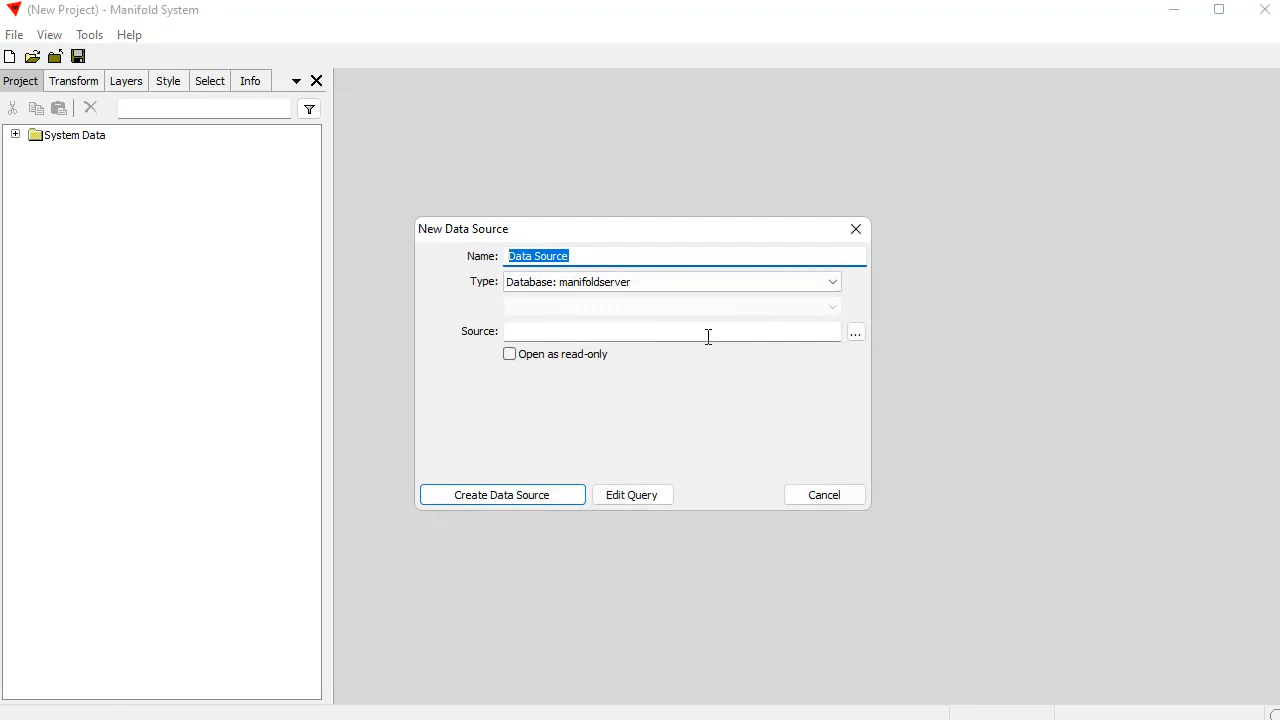 (New Project) - Manifold System
File View Tools Help
Project Transform Layers Style Select Info
System Data
New Data Source
Name: Data Source
Type: Database: manifoldserver
Source: ...
Open as read-only
Create Data Source Edit Query Cancel